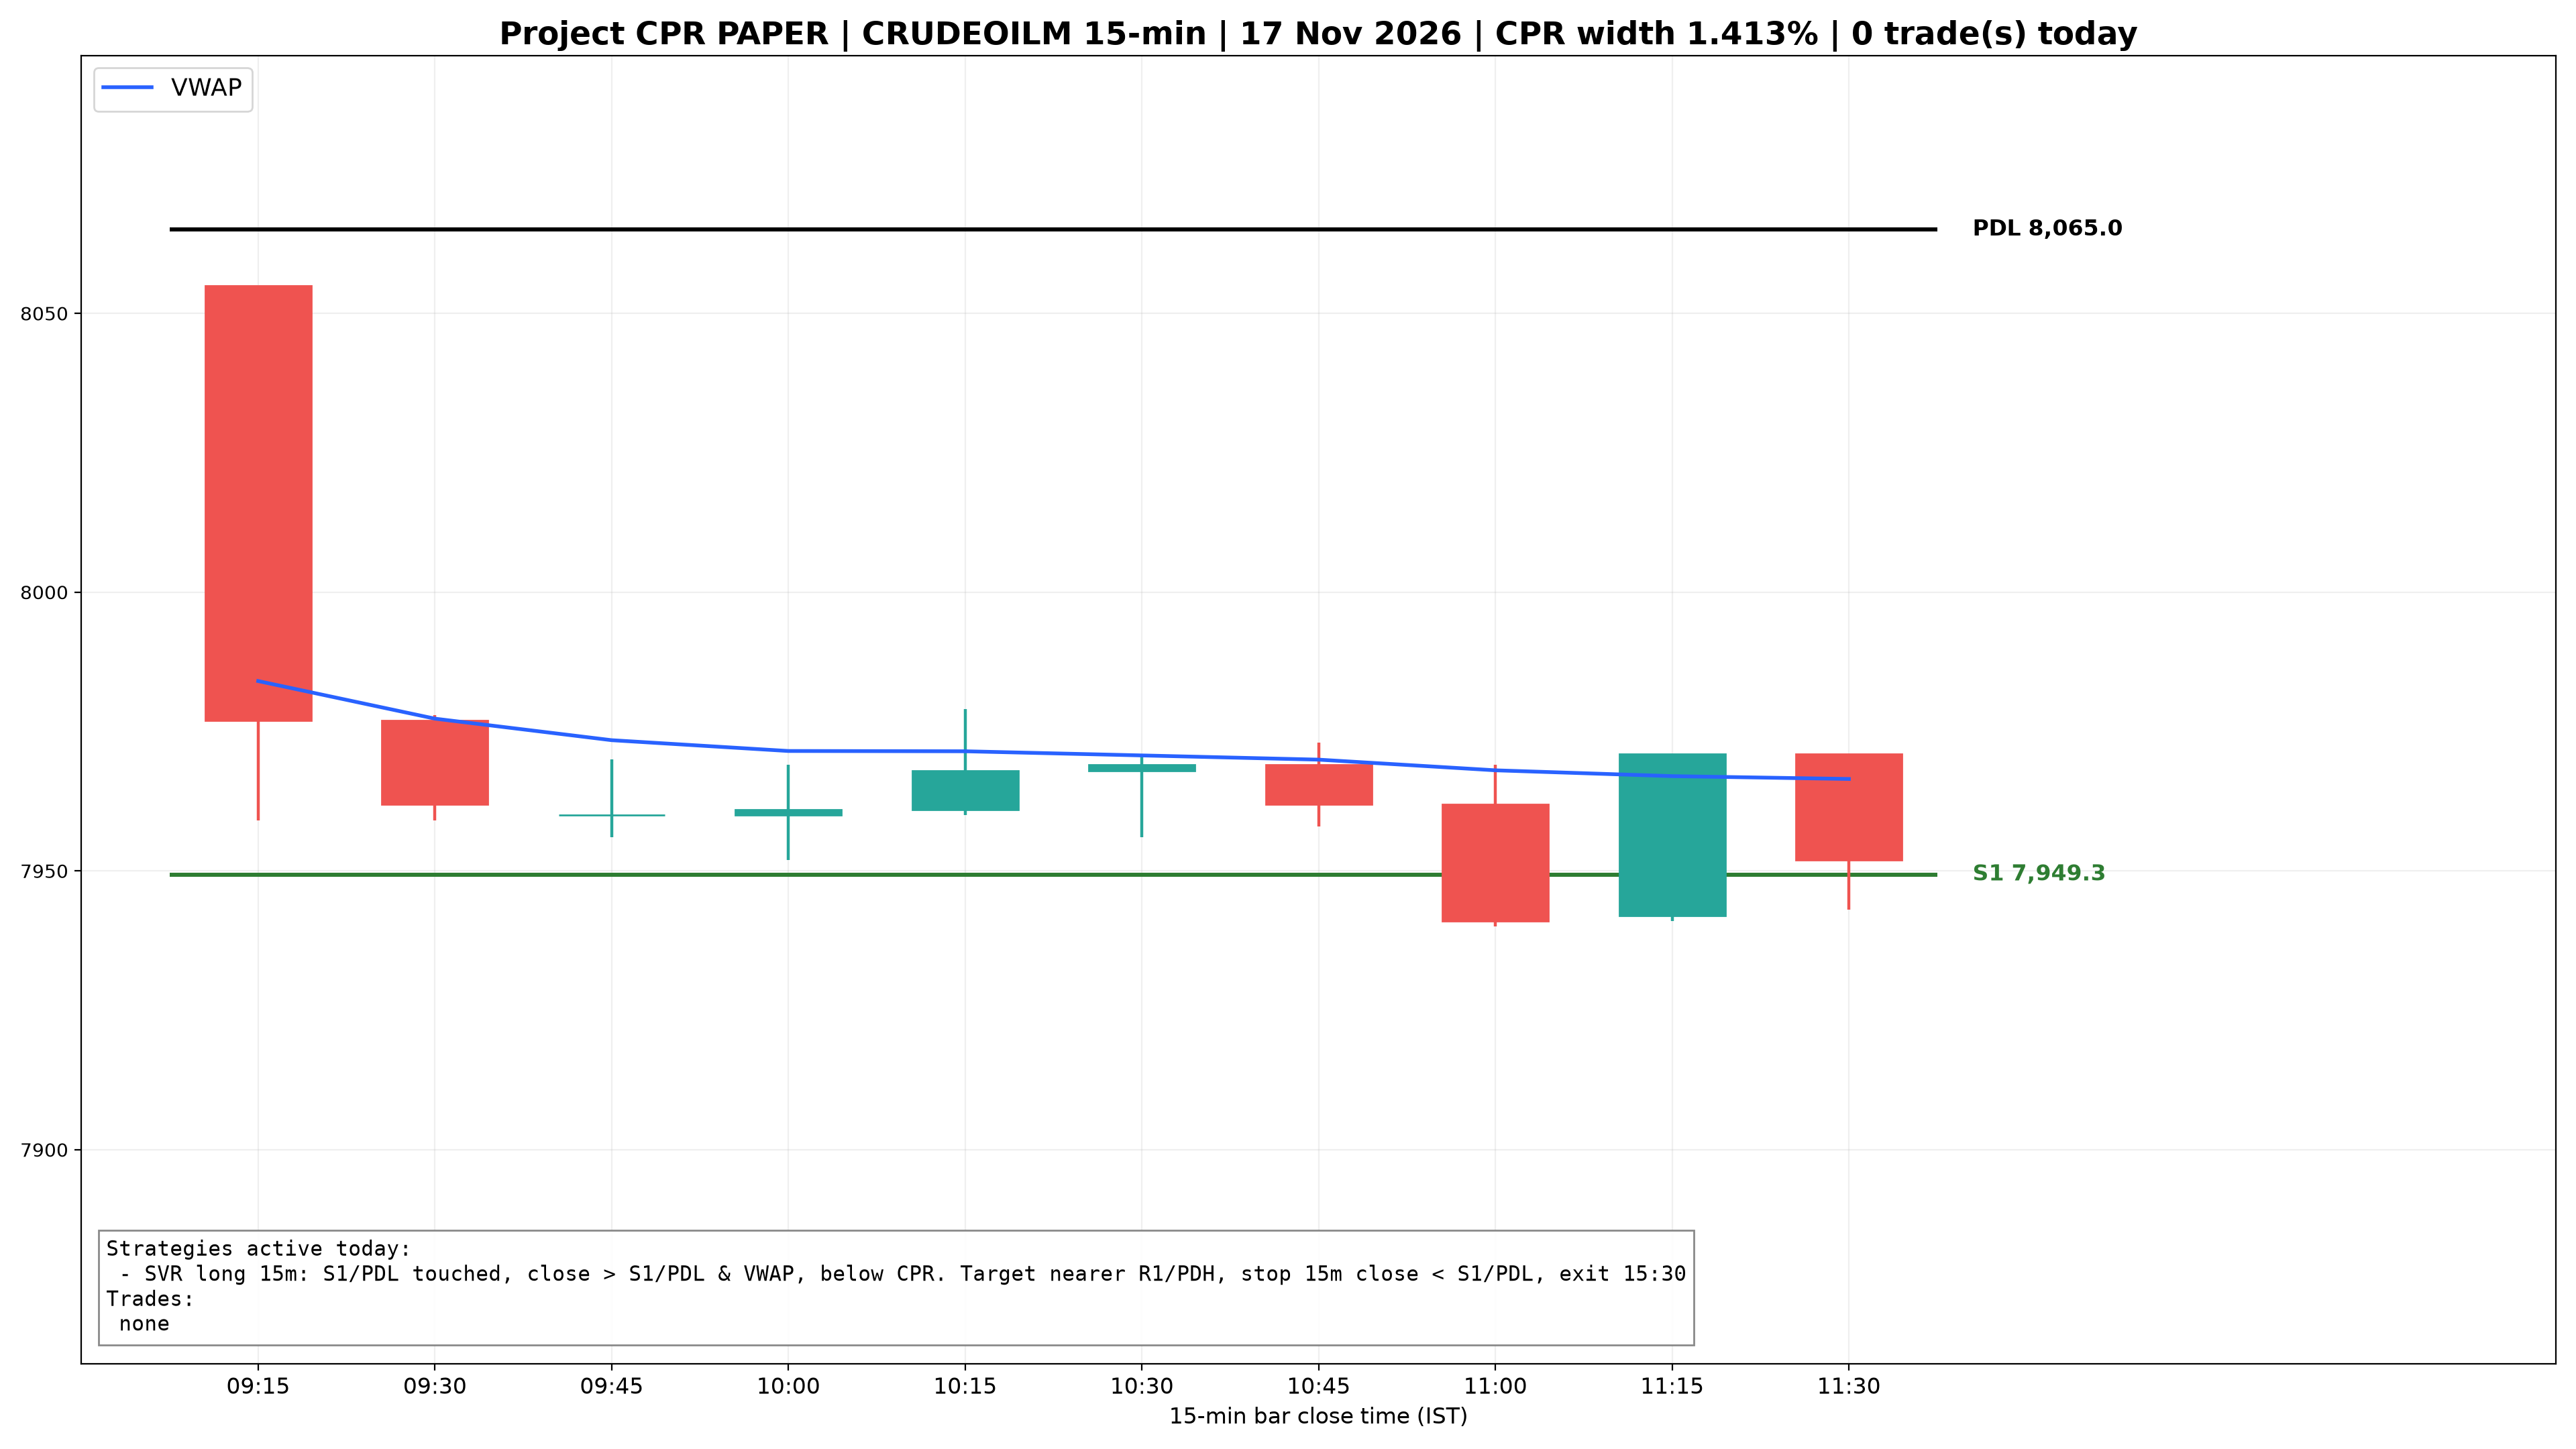 Project CPR PAPER | CRUDEOILM 15-min | 17 Nov 2026 | CPR width 1.413% | 0 trade(s) today
VWAP
PDL 8,065.0
8050
8000
7950
S1 7,949.3
7900
Strategies active today:
- SVR long 15m: S1/PDL touched, close > S1/PDL & VWAP, below CPR. Target nearer R1/PDH, stop 15m close < S1/PDL, exit 15:30
Trades:
none
09:15 09:30 09:45 10:00 10:15 10:30 10:45 11:00 11:15 11:30
15-min bar close time (IST)